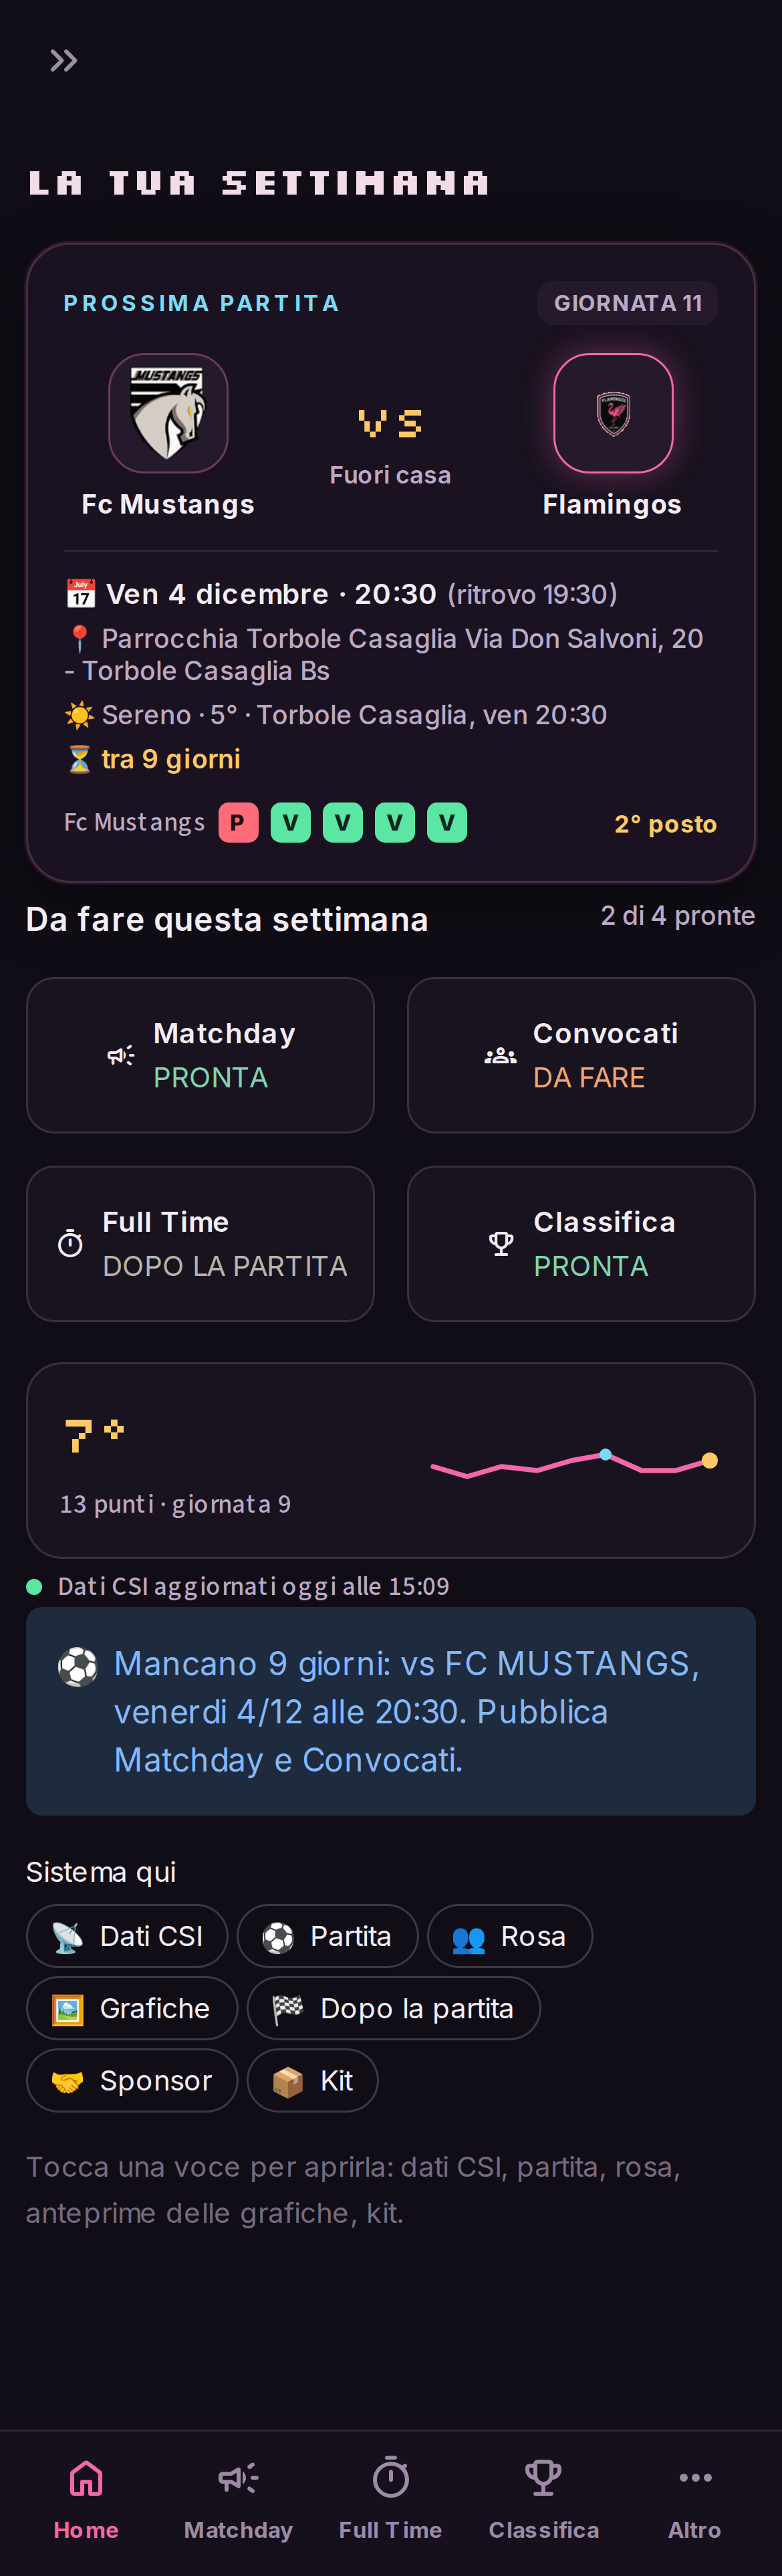 LA TUA SETTIMANA
PROSSIMA PARTITA
GIORNATA 11
MUSTANGS
FLAMINGOS
vs
Fuori casa
Fc Mustangs
Flamingos
July 17
Ven 4 dicembre · 20:30 (ritrovo 19:30)
Parrocchia Torbole Casaglia Via Don Salvoni, 20
- Torbole Casaglia Bs
Sereno · 5° · Torbole Casaglia, ven 20:30
tra 9 giorni
Fc Mustangs P V V V V
2° posto
Da fare questa settimana
2 di 4 pronte
Matchday
PRONTA
Convocati
DA FARE
Full Time
DOPO LA PARTITA
Classifica
PRONTA
7°
13 punti · giornata 9
Dati CSI aggiornati oggi alle 15:09
Mancano 9 giorni: vs FC MUSTANGS,
venerdi 4/12 alle 20:30. Pubblica
Matchday e Convocati.
Sistema qui
Dati CSI
Partita
Rosa
Grafiche
Dopo la partita
Sponsor
Kit
Tocca una voce per aprirla: dati CSI, partita, rosa,
anteprime delle grafiche, kit.
Home
Matchday
Full Time
Classifica
Altro